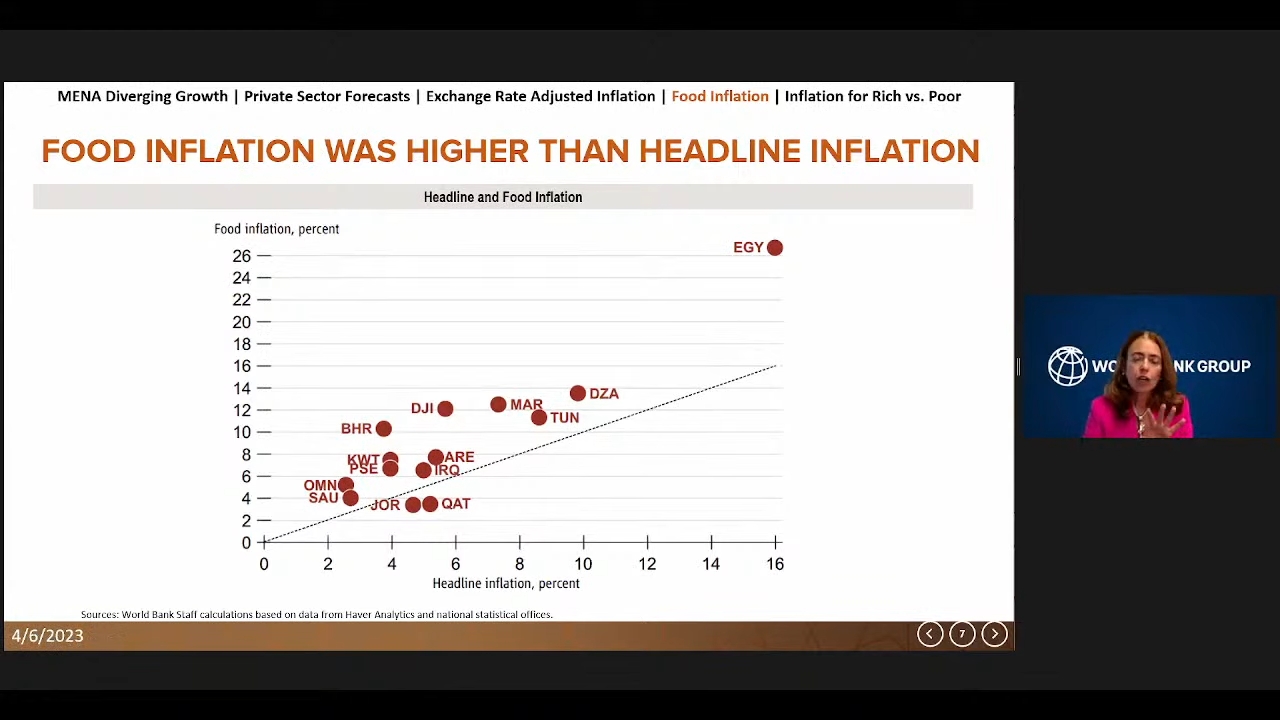 MENA Diverging Growth | Private Sector Forecasts | Exchange Rate Adjusted Inflation | Food Inflation | Inflation for Rich vs. Poor
FOOD INFLATION WAS HIGHER THAN HEADLINE INFLATION
Headline and Food Inflation
Food inflation, percent
26
24
22
20
18
16
14
12
10
8
6
4
2
0
EGY
DZA
MAR
DJI
TUN
BHR
KWT
ARE
PSE
IRQ
OMN
SAU
JOR
QAT
0 2 4 6 8 10 12 14 16
Headline inflation, percent
Sources: World Bank Staff calculations based on data from Haver Analytics and national statistical offices.
4/6/2023
7
NK GROUP